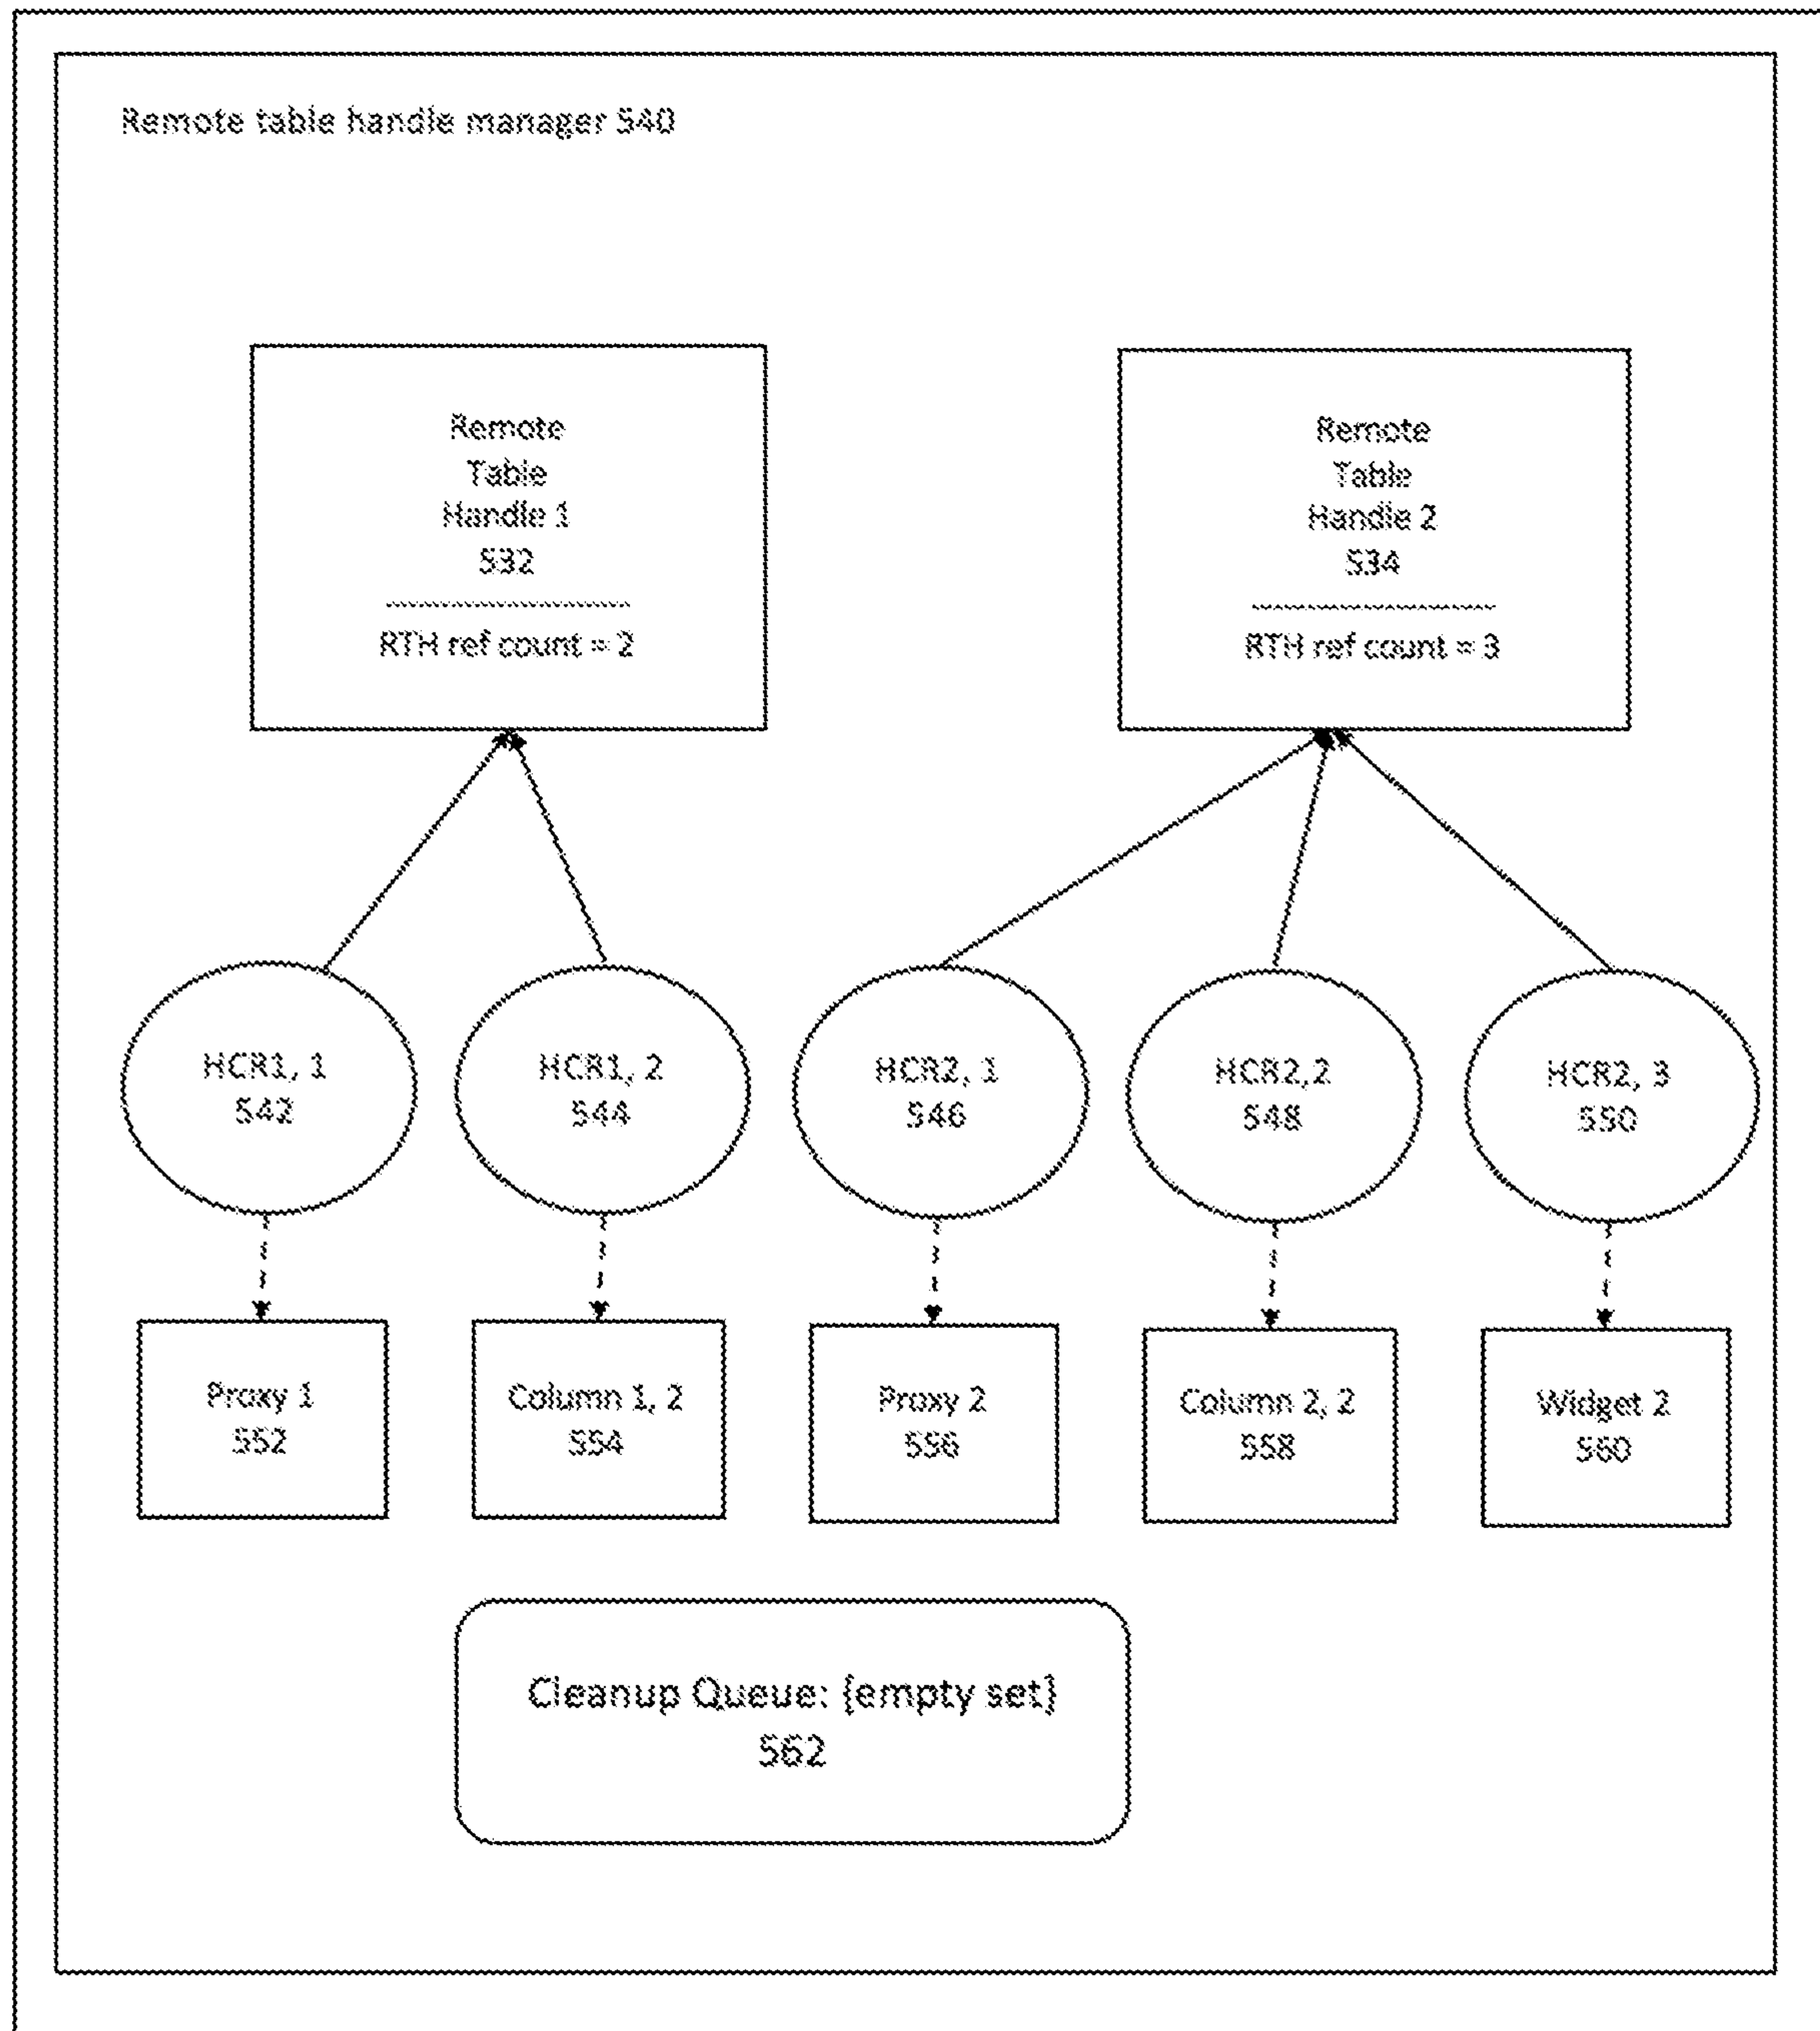 Remote table handle manager 540
Remote
Table
Handle 1
532
RTH ref count = 2
Remote
Table
Handle 2
534
RTH ref count = 3
HCR1, 1
542
HCR1, 2
544
HCR2, 1
546
HCR2,2
548
HCR2, 3
550
Proxy 1
552
Column 1, 2
554
Proxy 2
556
Column 2, 2
558
Widget 2
560
Cleanup Queue: {empty set}
562